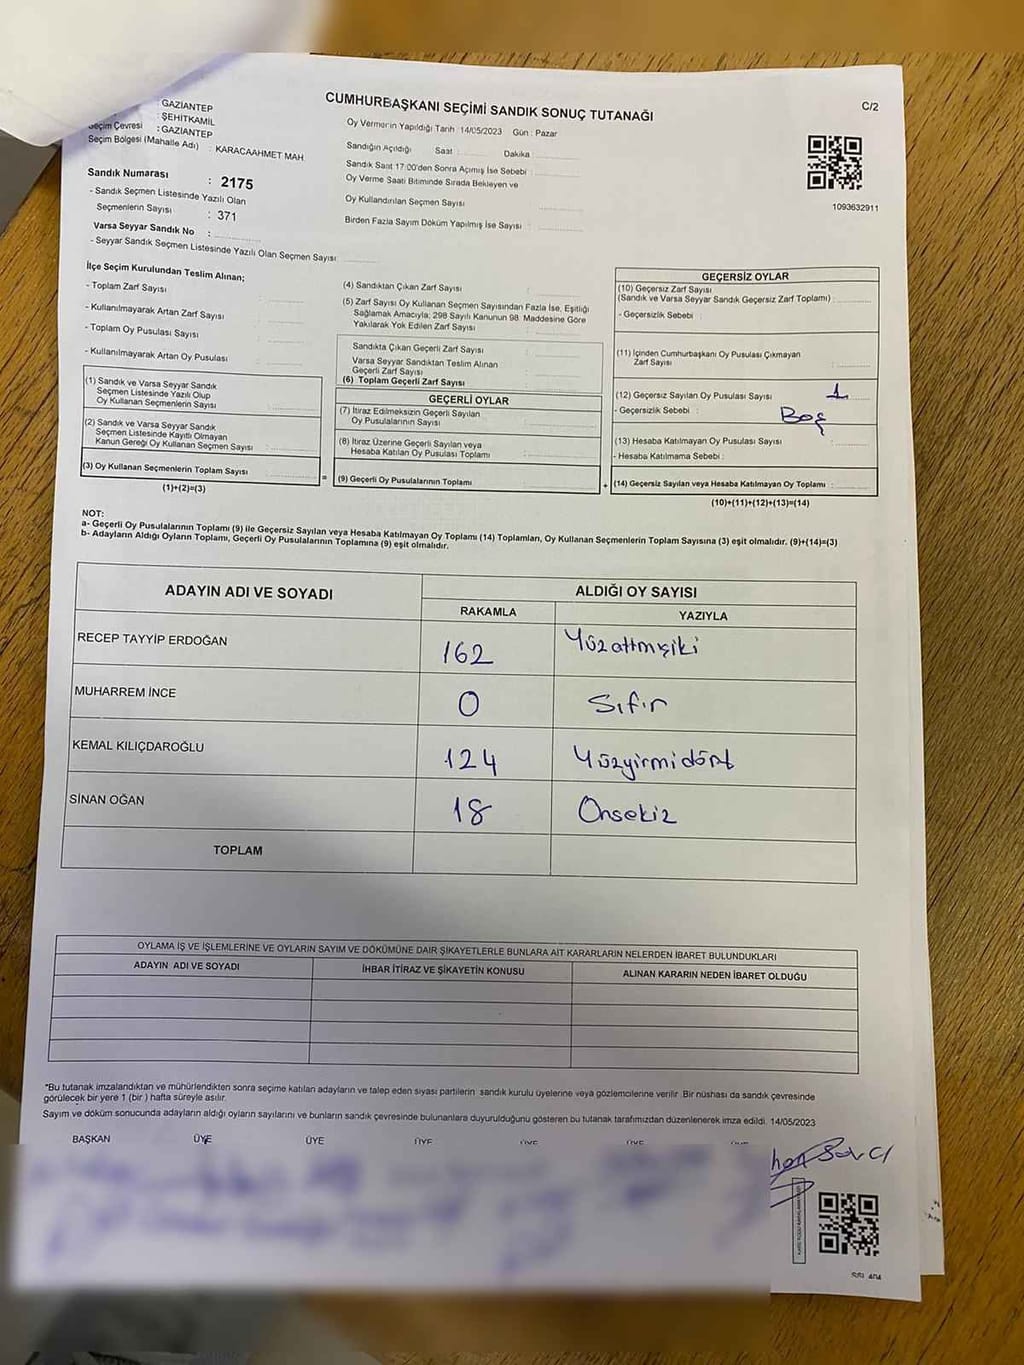 CUMHURBAŞKANI SEÇİMİ SANDIK SONUÇ TUTANAĞI
C/2
: GAZİANTEP
: ŞEHİTKAMİL
Seçim Çevresi : GAZİANTEP
Seçim Bölgesi (Mahalle Adı) : KARACAAHMET MAH.
Sandık Numarası : 2175
- Sandık Seçmen Listesinde Yazılı Olan
Seçmenlerin Sayısı : 371
Varsa Seyyar Sandık No :
- Seyyar Sandık Seçmen Listesinde Yazılı Olan Seçmen Sayısı
Oy Vermenin Yapıldığı Tarih : 14/05/2023 Gün : Pazar
Sandığın Açıldığı Saat : Dakika :
Sandık Saat 17:00'den Sonra Açımış İse Sebebi :
Oy Verme Saati Bitiminde Sırada Bekleyen ve
Oy Kullandırılan Seçmen Sayısı
Birden Fazla Sayım Döküm Yapılmış İse Sayısı :
1093632911
İlçe Seçim Kurulundan Teslim Alınan;
- Toplam Zarf Sayısı :
- Kullanılmayarak Artan Zarf Sayısı :
- Toplam Oy Pusulası Sayısı :
- Kullanılmayarak Artan Oy Pusulası :
(1) Sandık ve Varsa Seyyar Sandık
Seçmen Listesinde Yazılı Olup
Oy Kullanan Seçmenlerin Sayısı :
(2) Sandık ve Varsa Seyyar Sandık
Seçmen Listesinde Kayıtlı Olmayan
Kanun Gereği Oy Kullanan Seçmen Sayısı :
(3) Oy Kullanan Seçmenlerin Toplam Sayısı :
(1)+(2)=(3)
=
(4) Sandıktan Çıkan Zarf Sayısı :
(5) Zarf Sayısı Oy Kullanan Seçmen Sayısından Fazla İse, Eşitliği
Sağlamak Amacıyla; 298 Sayılı Kanunun 98. Maddesine Göre
Yakılarak Yok Edilen Zarf Sayısı :
Sandıkta Çıkan Geçerli Zarf Sayısı :
Varsa Seyyar Sandıktan Teslim Alınan
Geçerli Zarf Sayısı :
(6) Toplam Geçerli Zarf Sayısı :
GEÇERLİ OYLAR
(7) İtiraz Edilmeksizin Geçerli Sayılan
Oy Pusulasının Sayısı :
(8) İtiraz Üzerine Geçerli Sayılan veya
Hesaba Katılan Oy Pusulası Toplamı :
(9) Geçerli Oy Pusulalarının Toplamı :
+
GEÇERSİZ OYLAR
(10) Geçersiz Zarf Sayısı
(Sandık ve Varsa Seyyar Sandık Geçersiz Zarf Toplamı) :
- Geçersizlik Sebebi :
(11) İçinden Cumhurbaşkanı Oy Pusulası Çıkmayan
Zarf Sayısı :
(12) Geçersiz Sayılan Oy Pusulası Sayısı : 1
- Geçersizlik Sebebi : Boş
(13) Hesaba Katılmayan Oy Pusulası Sayısı :
- Hesaba Katılmama Sebebi :
(14) Geçersiz Sayılan veya Hesaba Katılmayan Oy Toplamı :
(10)+(11)+(12)+(13)=(14)
NOT:
a- Geçerli Oy Pusulalarının Toplamı (9) ile Geçersiz Sayılan veya Hesaba Katılmayan Oy Toplamı (14) Toplamları, Oy Kullanan Seçmenlerin Toplam Sayısına (3) eşit olmalıdır. (9)+(14)=(3)
b- Adayların Aldığı Oyların Toplamı, Geçerli Oy Pusulalarının Toplamına (9) eşit olmalıdır.
ADAYIN ADI VE SOYADI
ALDIĞI OY SAYISI
RAKAMLA YAZIYLA
RECEP TAYYİP ERDOĞAN 162 Yüzatmışiki
MUHARREM İNCE 0 Sıfır
KEMAL KILIÇDAROĞLU 124 Yüzyirmidört
SİNAN OĞAN 18 Onsekiz
TOPLAM
OYLAMA İŞ VE İŞLEMLERİNE VE OYLARIN SAYIM VE DÖKÜMÜNE DAİR ŞİKAYETLERLE BUNLARA AİT KARARLARIN NELERDEN İBARET BULUNDUKLARI
ADAYIN ADI VE SOYADI İHBAR İTİRAZ VE ŞİKAYETİN KONUSU ALINAN KARARIN NEDEN İBARET OLDUĞU
*Bu tutanak imzalandıktan ve mühürlendikten sonra seçime katılan adayların ve talep eden siyası partilerin sandık kurulu üyelerine veya gözlemcilerine verilir. Bir nüshası da sandık çevresinde
görülecek bir yere 1 (bir) hafta süreyle asılır.
Sayım ve döküm sonucunda adayların aldığı oyların sayılarını ve bunların sandık çevresinde bulunanlara duyurulduğunu gösteren bu tutanak tarafımızdan düzenlenerek imza edildi. 14/05/2023
BAŞKAN ÜYE ÜYE ÜYE ÜYE ÜYE